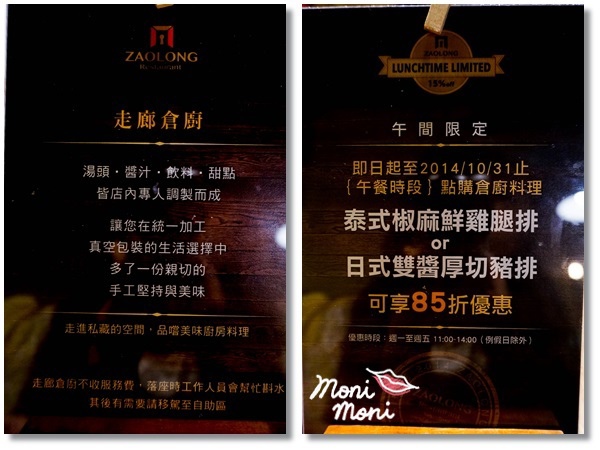 ZAOLONG
走廊倉廚
湯頭・醬汁・飲料・甜點
皆店內專人調製而成
讓您在統一加工
真空包裝的生活選擇中
多了一份親切的
手工堅持與美味
走進私藏的空間，品嚐美味廚房料理
走廊倉廚不收服務費，落座時工作人員會幫忙斟水
其後有需要請移駕至自助區
ZAOLONG
LUNCHTIME LIMITED
15%off
午間限定
即日起至2014/10/31止
{午餐時段} 點購倉廚料理
泰式椒麻鮮雞腿排
or
日式雙醬厚切豬排
可享85折優惠
優惠時段：週一至週五 11:00-14:00（例假日除外）
Moni
Moni
ZAOLONG